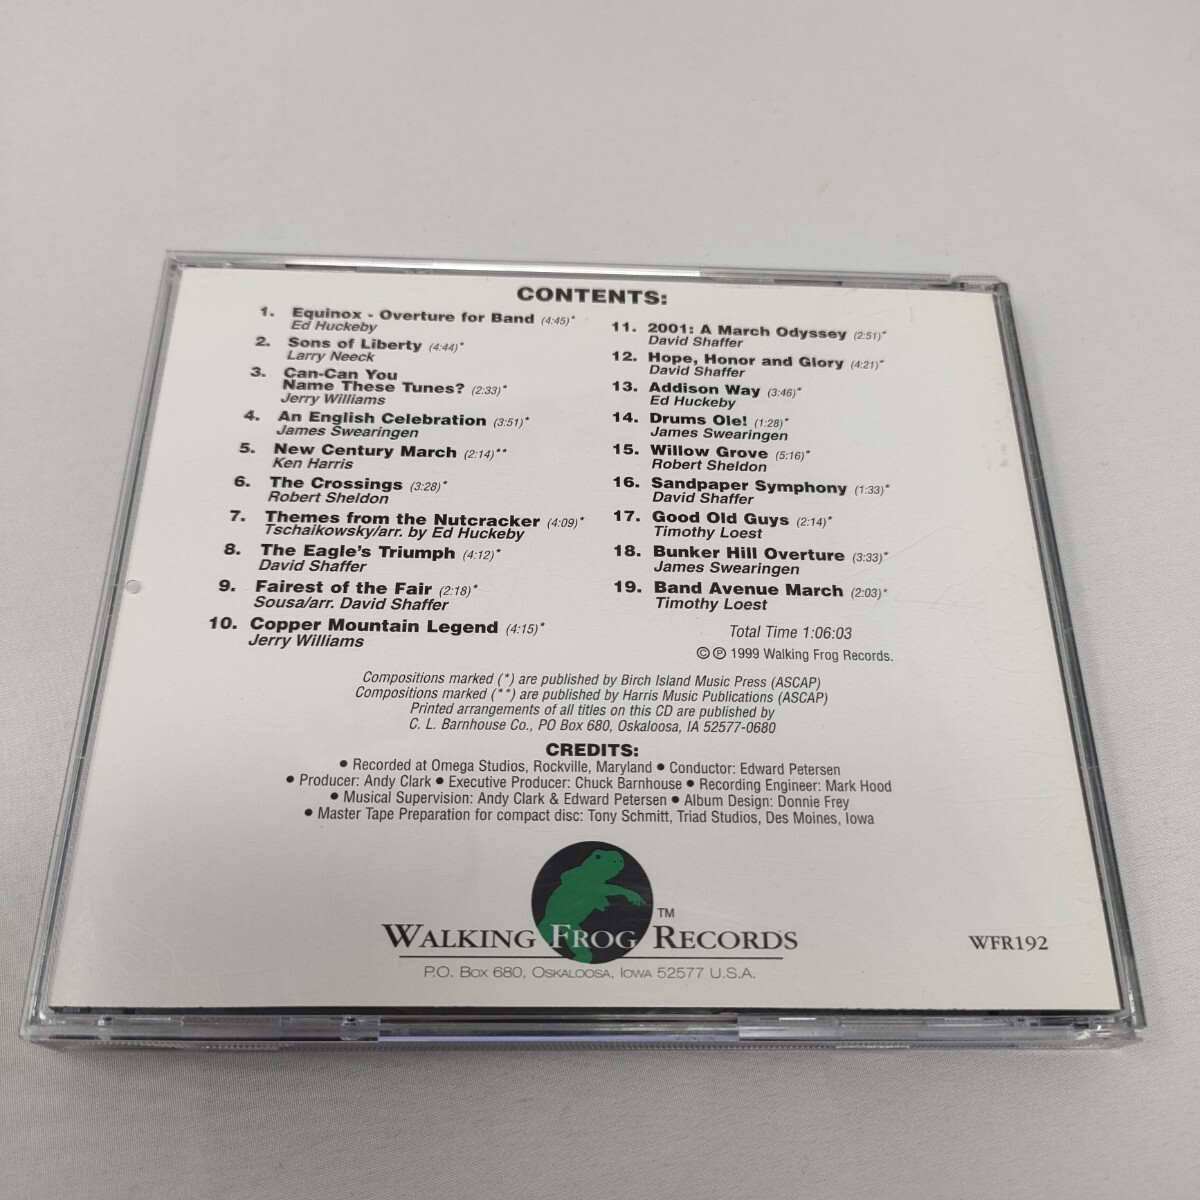 CONTENTS:
1. Equinox - Overture for Band (4:45)*
Ed Huckeby
2. Sons of Liberty (4:44)*
Larry Neeck
3. Can-Can You
Name These Tunes? (2:33)*
Jerry Williams
4. An English Celebration (3:51)*
James Swearingen
5. New Century March (2:14)**
Ken Harris
6. The Crossings (3:28)*
Robert Sheldon
7. Themes from the Nutcracker (4:09)*
Tschaikowsky/arr. by Ed Huckeby
8. The Eagle's Triumph (4:12)*
David Shaffer
9. Fairest of the Fair (2:18)*
Sousa/arr. David Shaffer
10. Copper Mountain Legend (4:15)*
Jerry Williams
11. 2001: A March Odyssey (2:51)*
David Shaffer
12. Hope, Honor and Glory (4:21)*
David Shaffer
13. Addison Way (3:46)*
Ed Huckeby
14. Drums Ole! (1:28)*
James Swearingen
15. Willow Grove (5:16)*
Robert Sheldon
16. Sandpaper Symphony (1:33)*
David Shaffer
17. Good Old Guys (2:14)*
Timothy Loest
18. Bunker Hill Overture (3:33)*
James Swearingen
19. Band Avenue March (2:03)*
Timothy Loest
Total Time 1:06:03
© ℗ 1999 Walking Frog Records.
Compositions marked (*) are published by Birch Island Music Press (ASCAP)
Compositions marked (**) are published by Harris Music Publications (ASCAP)
Printed arrangements of all titles on this CD are published by
C. L. Barnhouse Co., PO Box 680, Oskaloosa, IA 52577-0680
CREDITS:
• Recorded at Omega Studios, Rockville, Maryland • Conductor: Edward Petersen
• Producer: Andy Clark • Executive Producer: Chuck Barnhouse • Recording Engineer: Mark Hood
• Musical Supervision: Andy Clark & Edward Petersen • Album Design: Donnie Frey
• Master Tape Preparation for compact disc: Tony Schmitt, Triad Studios, Des Moines, Iowa
TM
WALKING FROG RECORDS
P.O. BOX 680, OSKALOOSA, IOWA 52577 U.S.A.
WFR192